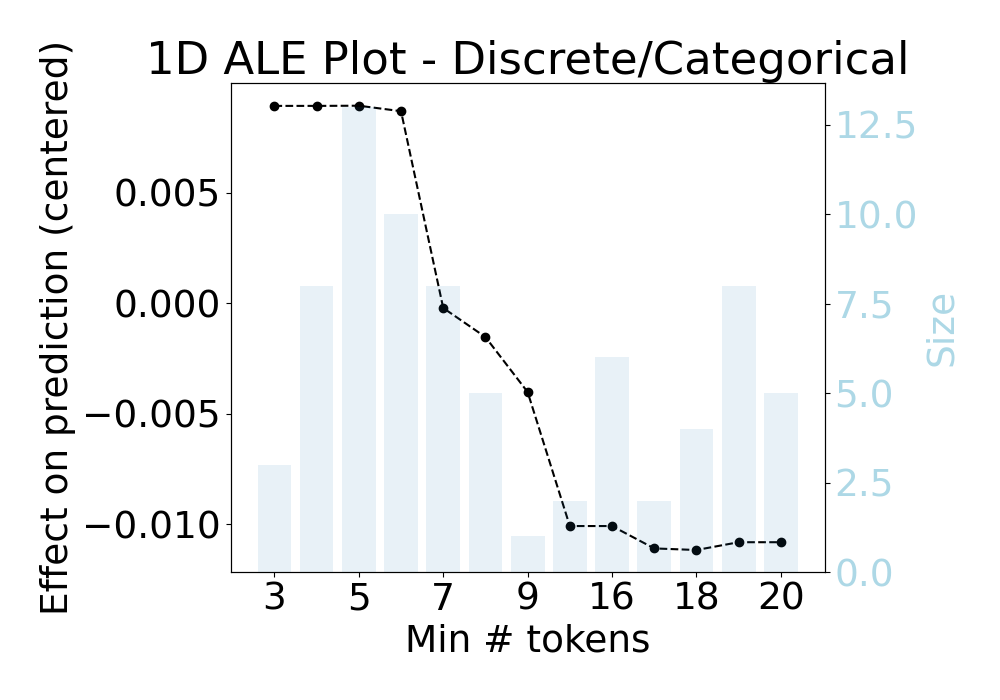 1D ALE Plot - Discrete/Categorical
Effect on prediction (centered)
0.005
0.000
−0.005
−0.010
12.5
10.0
7.5
5.0
2.5
0.0
Size
3 5 7 9 16 18 20
Min # tokens